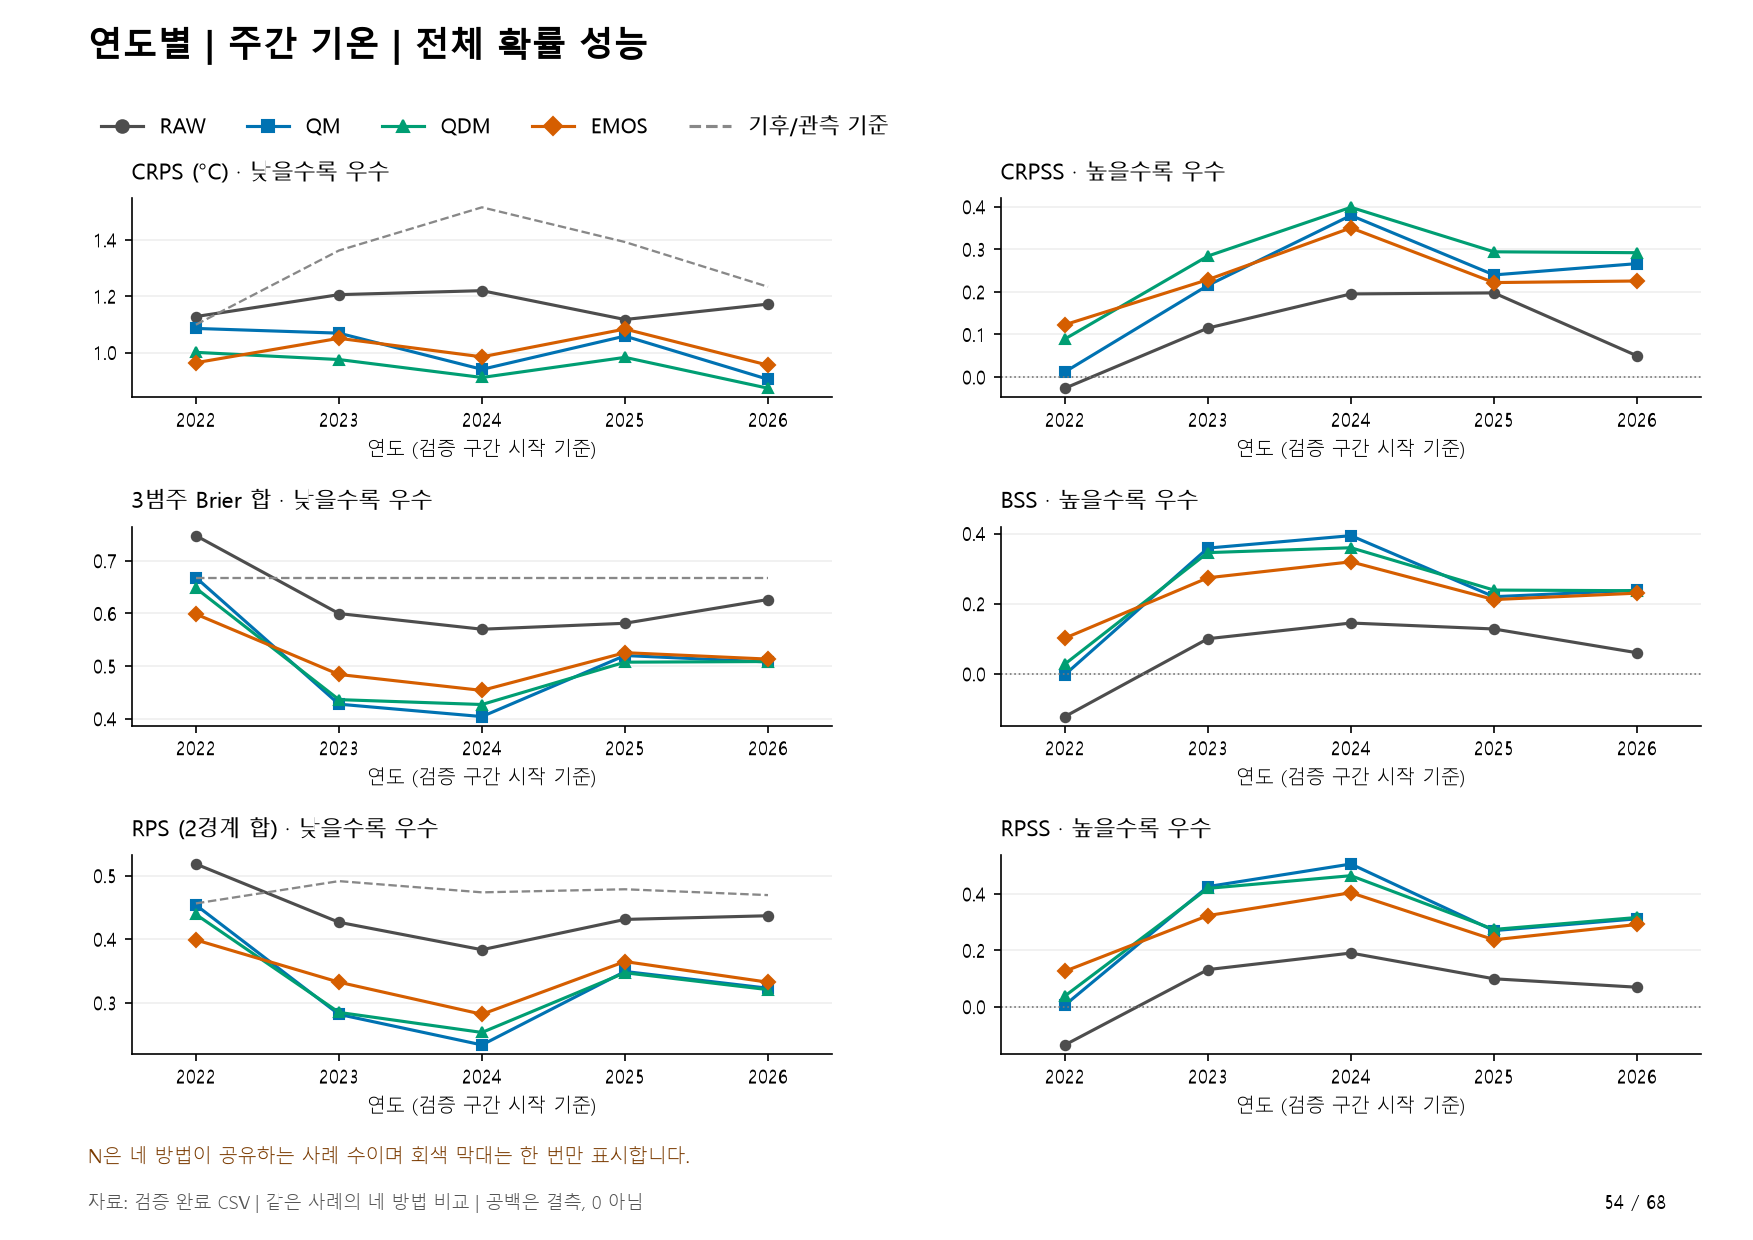 연도별 | 주간 기온 | 전체 확률 성능
RAW QM QDM EMOS 기후/관측 기준
CRPS (°C) · 낮을수록 우수
1.4
1.2
1.0
2022 2023 2024 2025 2026
연도 (검증 구간 시작 기준)
CRPSS · 높을수록 우수
0.4
0.3
0.2
0.1
0.0
2022 2023 2024 2025 2026
연도 (검증 구간 시작 기준)
3범주 Brier 합 · 낮을수록 우수
0.7
0.6
0.5
0.4
2022 2023 2024 2025 2026
연도 (검증 구간 시작 기준)
BSS · 높을수록 우수
0.4
0.2
0.0
2022 2023 2024 2025 2026
연도 (검증 구간 시작 기준)
RPS (2경계 합) · 낮을수록 우수
0.5
0.4
0.3
2022 2023 2024 2025 2026
연도 (검증 구간 시작 기준)
RPSS · 높을수록 우수
0.4
0.2
0.0
2022 2023 2024 2025 2026
연도 (검증 구간 시작 기준)
N은 네 방법이 공유하는 사례 수이며 회색 막대는 한 번만 표시합니다.
자료: 검증 완료 CSV | 같은 사례의 네 방법 비교 | 공백은 결측, 0 아님
54 / 68